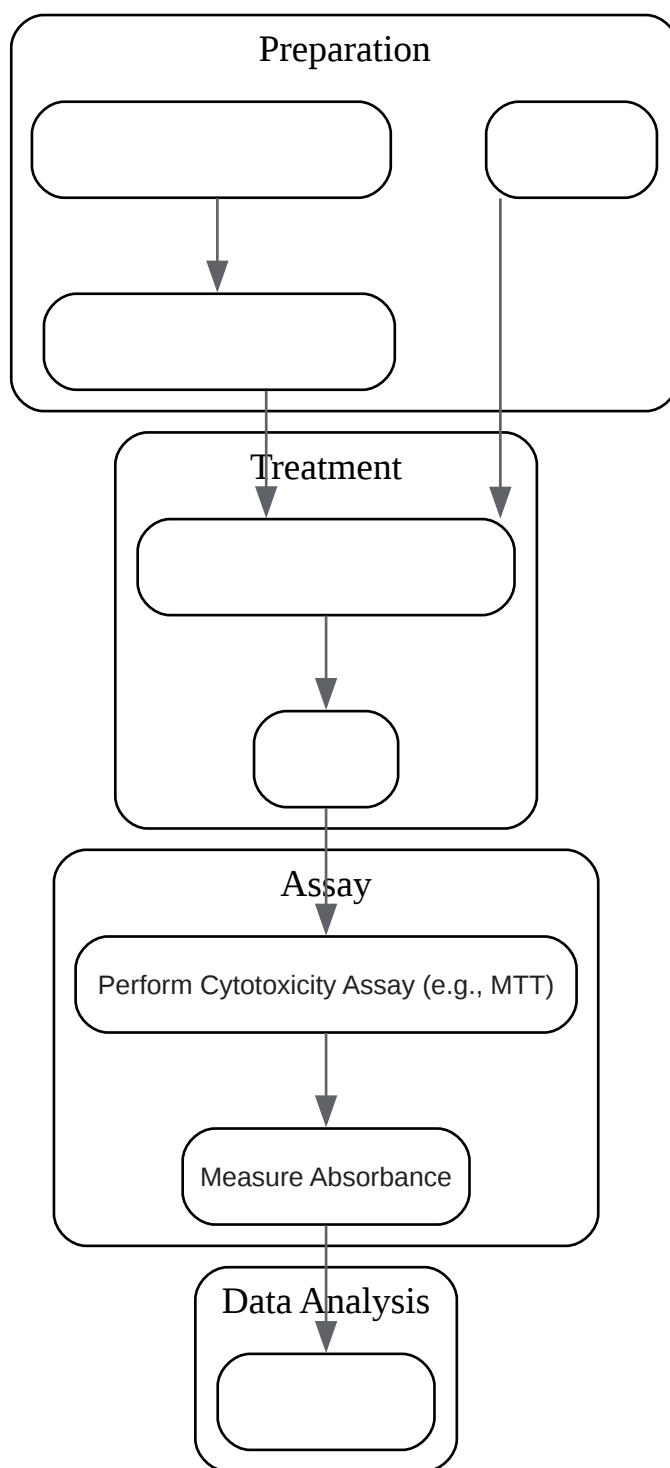 Preparation
Treatment
Assay
Perform Cytotoxicity Assay (e.g., MTT)
Measure Absorbance
Data Analysis